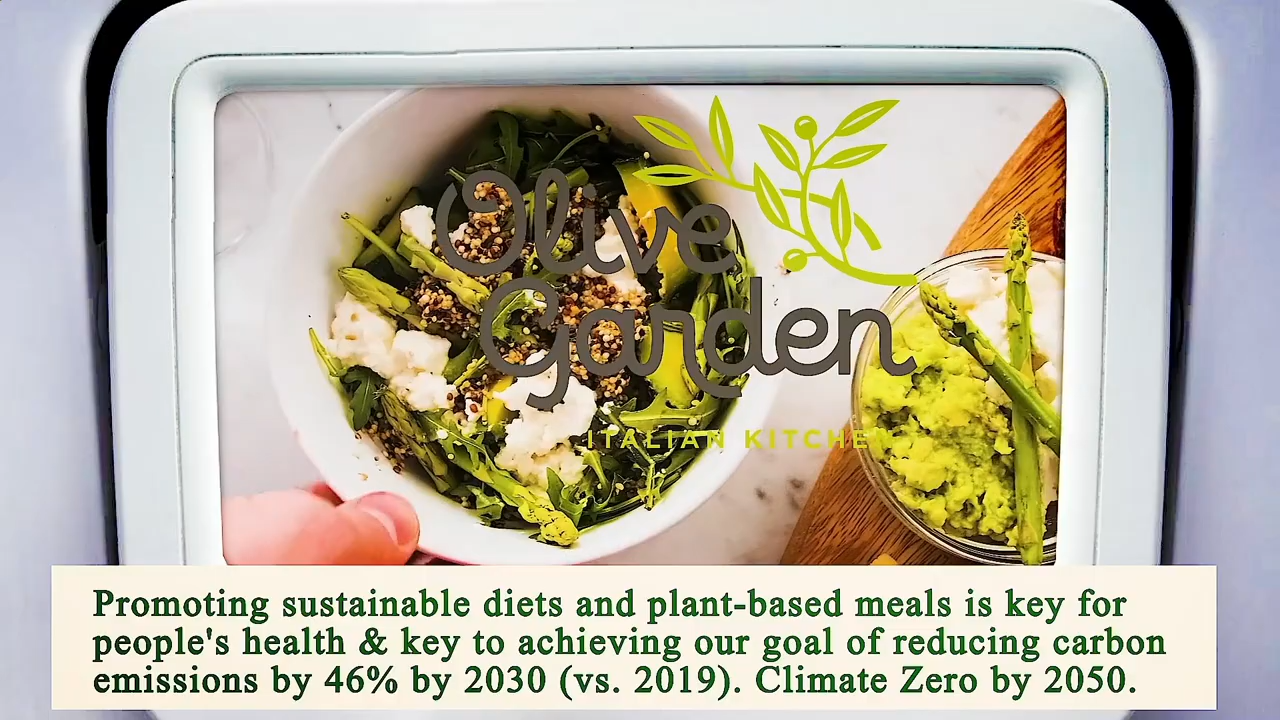 Olive
Garden
ITALIAN KITCHEN
Promoting sustainable diets and plant-based meals is key for
people's health & key to achieving our goal of reducing carbon
emissions by 46% by 2030 (vs. 2019). Climate Zero by 2050.